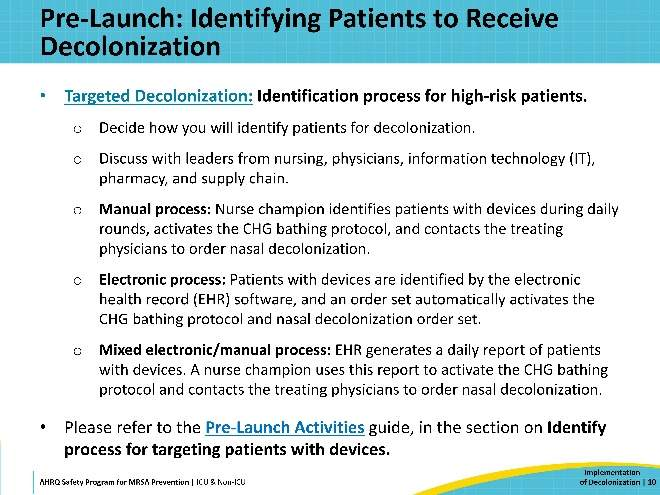 Pre-Launch: Identifying Patients to Receive
Decolonization
• Targeted Decolonization: Identification process for high-risk patients.
o Decide how you will identify patients for decolonization.
o Discuss with leaders from nursing, physicians, information technology (IT),
pharmacy, and supply chain.
o Manual process: Nurse champion identifies patients with devices during daily
rounds, activates the CHG bathing protocol, and contacts the treating
physicians to order nasal decolonization.
o Electronic process: Patients with devices are identified by the electronic
health record (EHR) software, and an order set automatically activates the
CHG bathing protocol and nasal decolonization order set.
o Mixed electronic/manual process: EHR generates a daily report of patients
with devices. A nurse champion uses this report to activate the CHG bathing
protocol and contacts the treating physicians to order nasal decolonization.
• Please refer to the Pre-Launch Activities guide, in the section on Identify
process for targeting patients with devices.
AHRQ Safety Program for MRSA Prevention | ICU & Non-ICU
Implementation
of Decolonization | 10